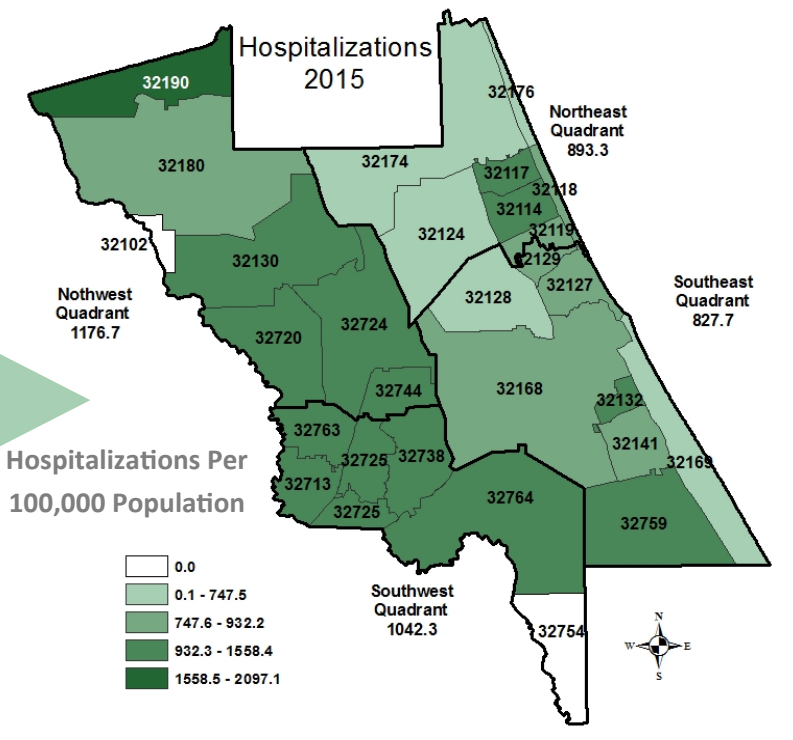 Hospitalizations
2015
32190
32176
Northeast
Quadrant
893.3
32180
32174
32117
32118
32114
32119
32102
32124
32130
32129
32127
Southeast
Quadrant
827.7
Nothwest
Quadrant
1176.7
32128
32720
32724
32168
32744
32132
32763
32738
32141
32725
32169
32713
32764
32725
32759
Hospitalizations Per
100,000 Population
0.0
0.1 - 747.5
747.6 - 932.2
932.3 - 1558.4
1558.5 - 2097.1
Southwest
Quadrant
1042.3
32754
N
W E
S